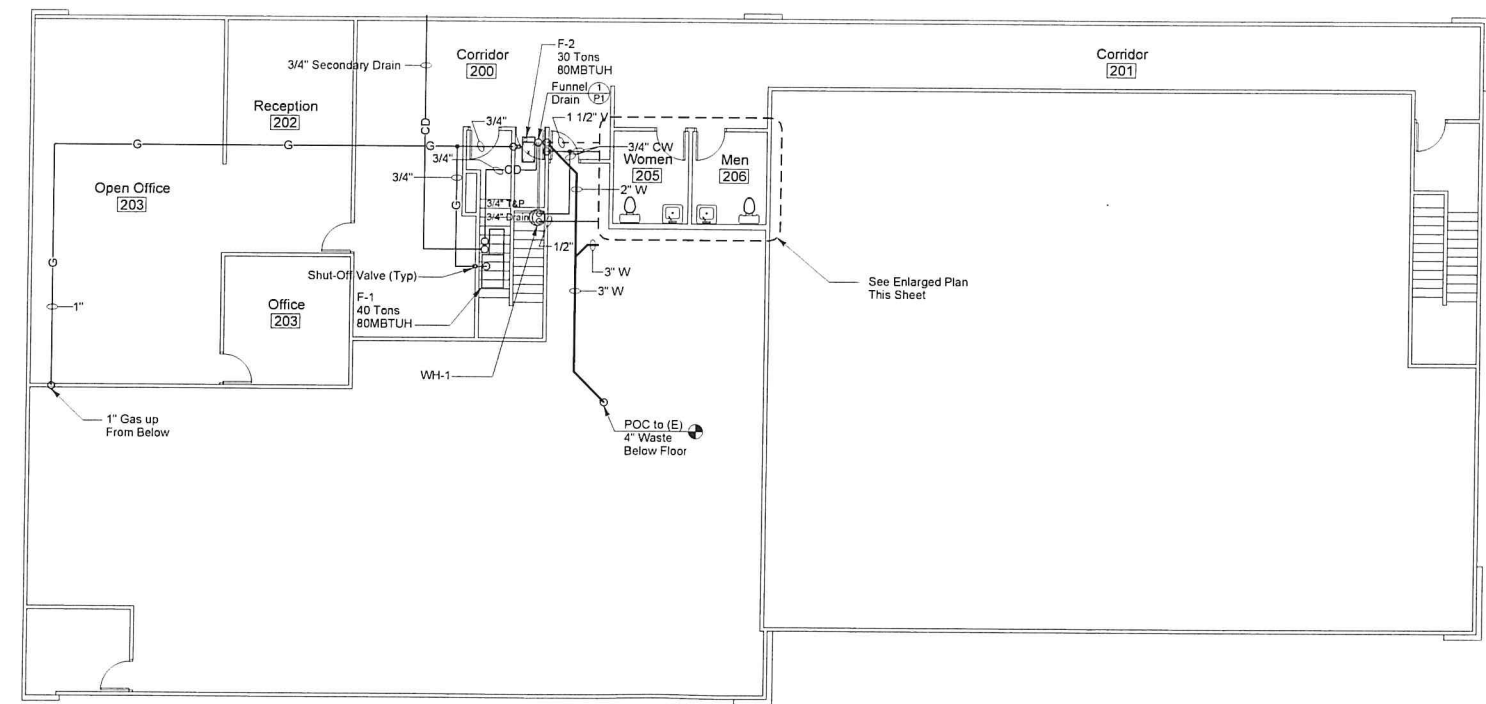 F-2
30 Tons
80MBTUH
Corridor
200
3/4" Secondary Drain
Corridor
201
Funnel
Drain
1
P1
Reception
202
3/4"
1 1/2" V
CD
G
G
G
3/4"
3/4" CW
Women
205
Men
206
3/4"
CD
Open Office
203
2" W
G
3/4" T&P
3/4" Drain
1/2"
G
Shut-Off Valve (Typ)
3" W
3" W
See Enlarged Plan
This Sheet
1"
Office
203
F-1
40 Tons
80MBTUH
WH-1
1" Gas up
From Below
POC to (E)
4" Waste
Below Floor